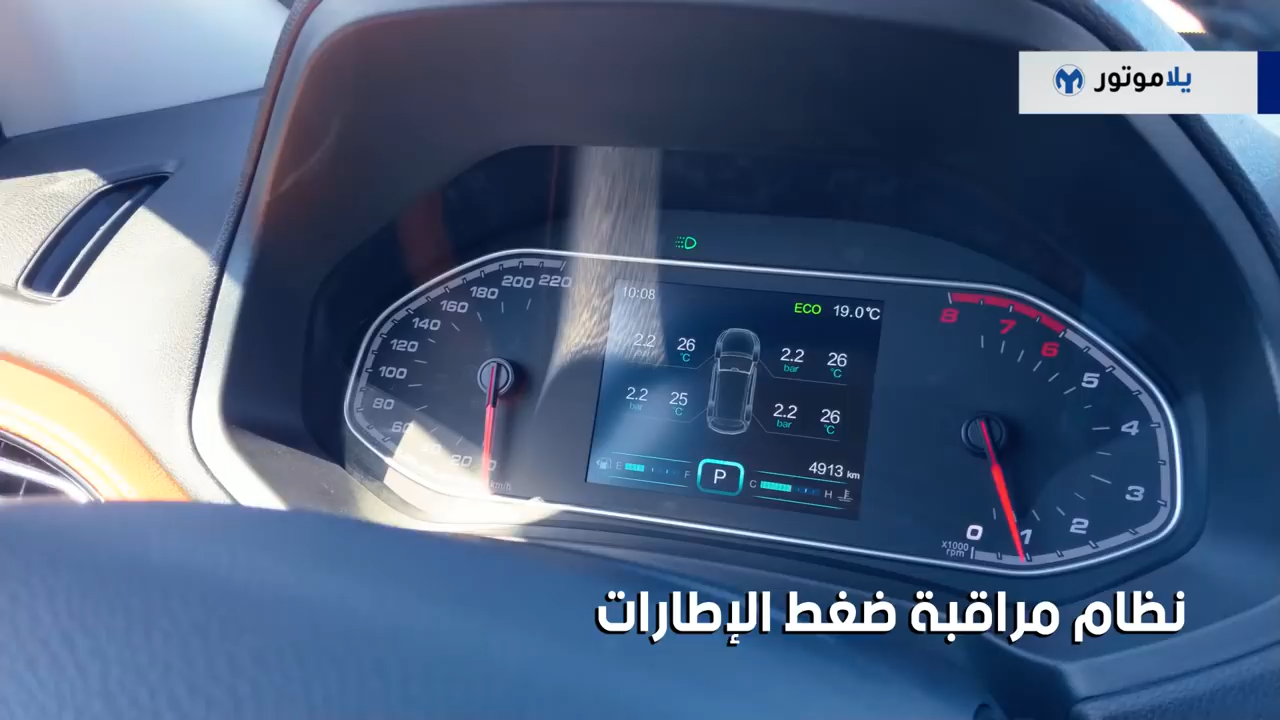 يلاموتور
10:08
ECO 19.0℃
2.2 26 2.2 26
℃ bar ℃
2.2 25 2.2 26
bar ℃ bar ℃
E F P C H
4913 km
20 60 80 100 120 140 160 180 200 220
km/h
0 1 2 3 4 5 6 7 8
X1000
rpm
نظام مراقبة ضغط الإطارات